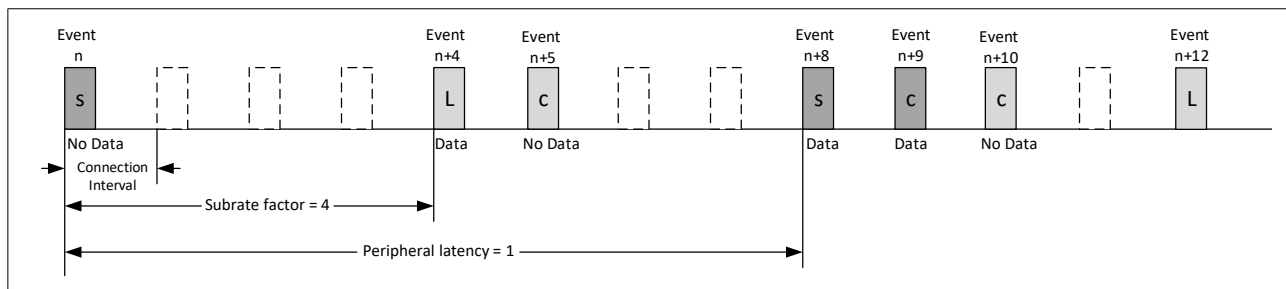 Event Event Event Event Event Event Event
n n+4 n+5 n+8 n+9 n+10 n+12
S L C S C C L
No Data Data No Data Data Data No Data
Connection
Interval
Subrate factor = 4
Peripheral latency = 1